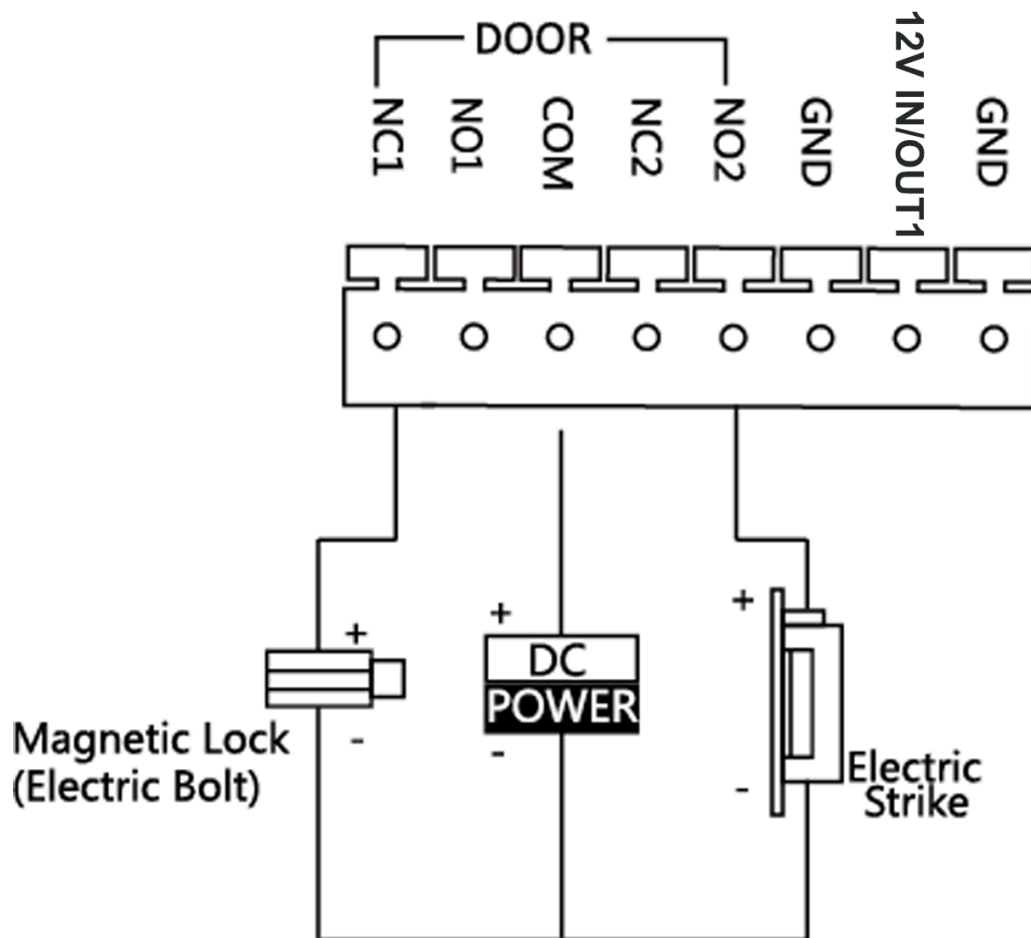 DOOR
NC1
NO1
COM
NC2
NO2
GND
12V IN/OUT1
GND
+
-
Magnetic Lock
(Electric Bolt)
+
DC
POWER
-
+
-
Electric
Strike